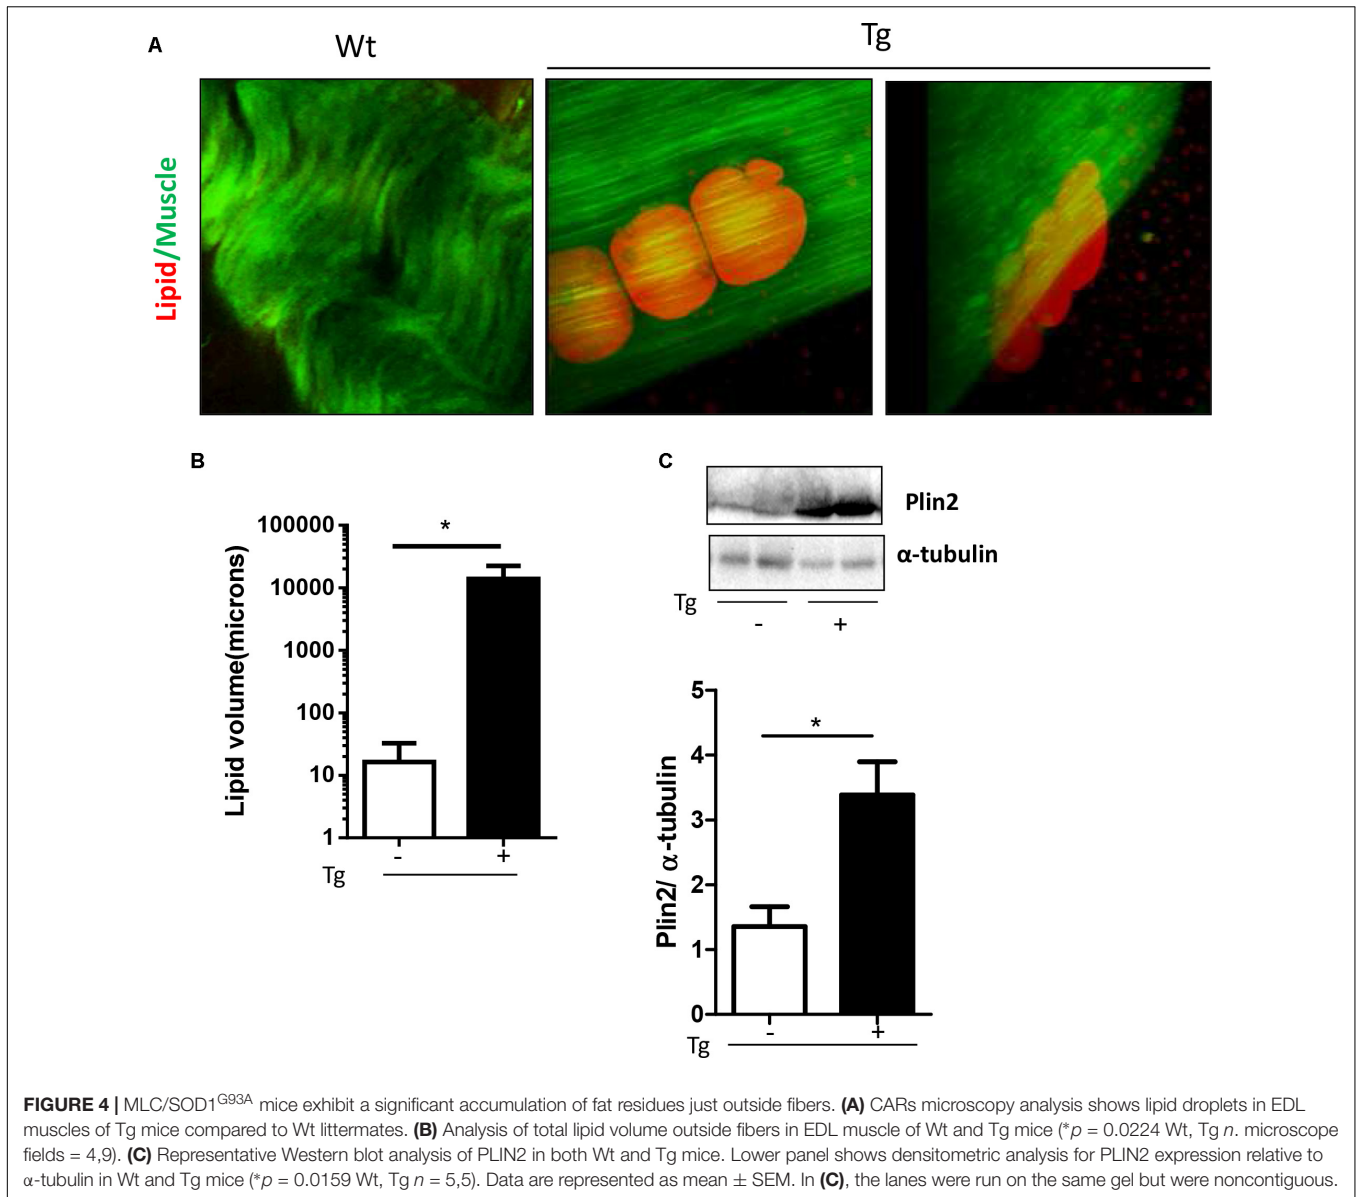 A
Wt
Tg
Lipid/Muscle
B
Lipid volume(microns)
100000
10000
1000
100
10
1
*
- +
Tg
C
Plin2
α-tubulin
Tg
- +
Plin2/ α-tubulin
5
4
3
2
1
0
*
- +
Tg
FIGURE 4 | MLC/SOD1G93A mice exhibit a significant accumulation of fat residues just outside fibers. (A) CARs microscopy analysis shows lipid droplets in EDL
muscles of Tg mice compared to Wt littermates. (B) Analysis of total lipid volume outside fibers in EDL muscle of Wt and Tg mice (*p = 0.0224 Wt, Tg n. microscope
fields = 4,9). (C) Representative Western blot analysis of PLIN2 in both Wt and Tg mice. Lower panel shows densitometric analysis for PLIN2 expression relative to
α-tubulin in Wt and Tg mice (*p = 0.0159 Wt, Tg n = 5,5). Data are represented as mean ± SEM. In (C), the lanes were run on the same gel but were noncontiguous.